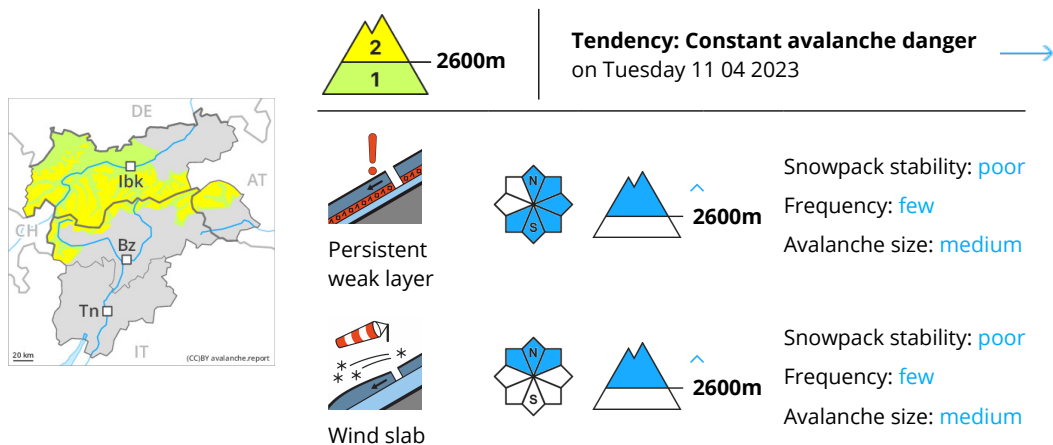 2
1
2600m
Tendency: Constant avalanche danger
on Tuesday 11 04 2023
DE
Ibk
AT
CH
Bz
Tn
IT
20 km
(CC)BY avalanche.report
Persistent
weak layer
N
S
2600m
Snowpack stability: poor
Frequency: few
Avalanche size: medium
Wind slab
N
S
2600m
Snowpack stability: poor
Frequency: few
Avalanche size: medium